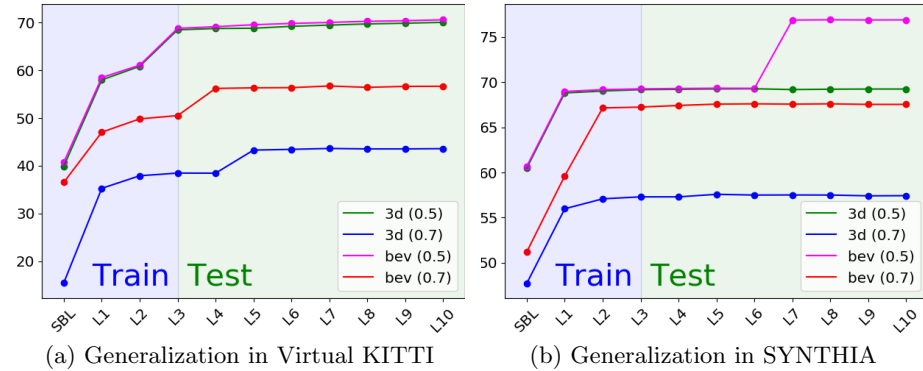 70
60
50
40
30
20
3d (0.5)
3d (0.7)
bev (0.5)
bev (0.7)
Train Test
SBL L1 L2 L3 L4 L5 L6 L7 L8 L9 L10
(a) Generalization in Virtual KITTI
75
70
65
60
55
50
3d (0.5)
3d (0.7)
bev (0.5)
bev (0.7)
Train Test
SBL L1 L2 L3 L4 L5 L6 L7 L8 L9 L10
(b) Generalization in SYNTHIA